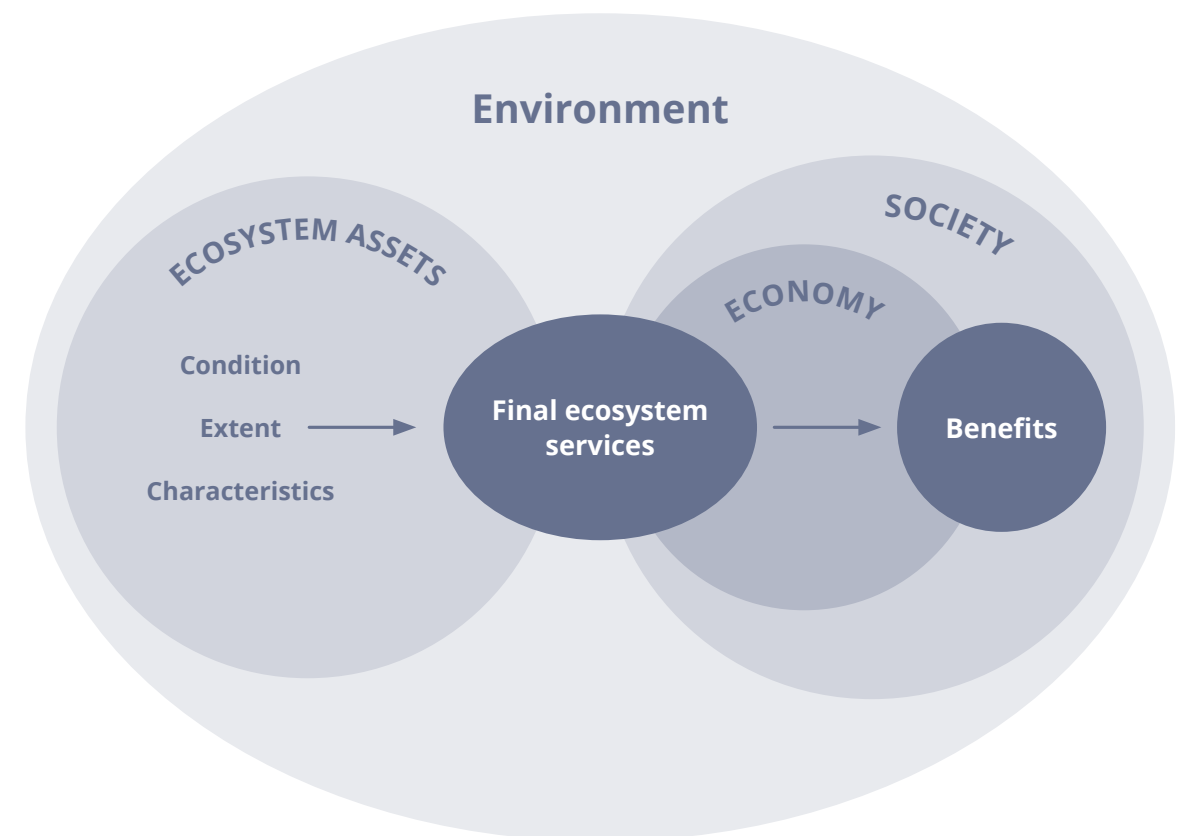 Environment
ECOSYSTEM ASSETS
SOCIETY
ECONOMY
Condition
Extent
Characteristics
Final ecosystem
services
Benefits